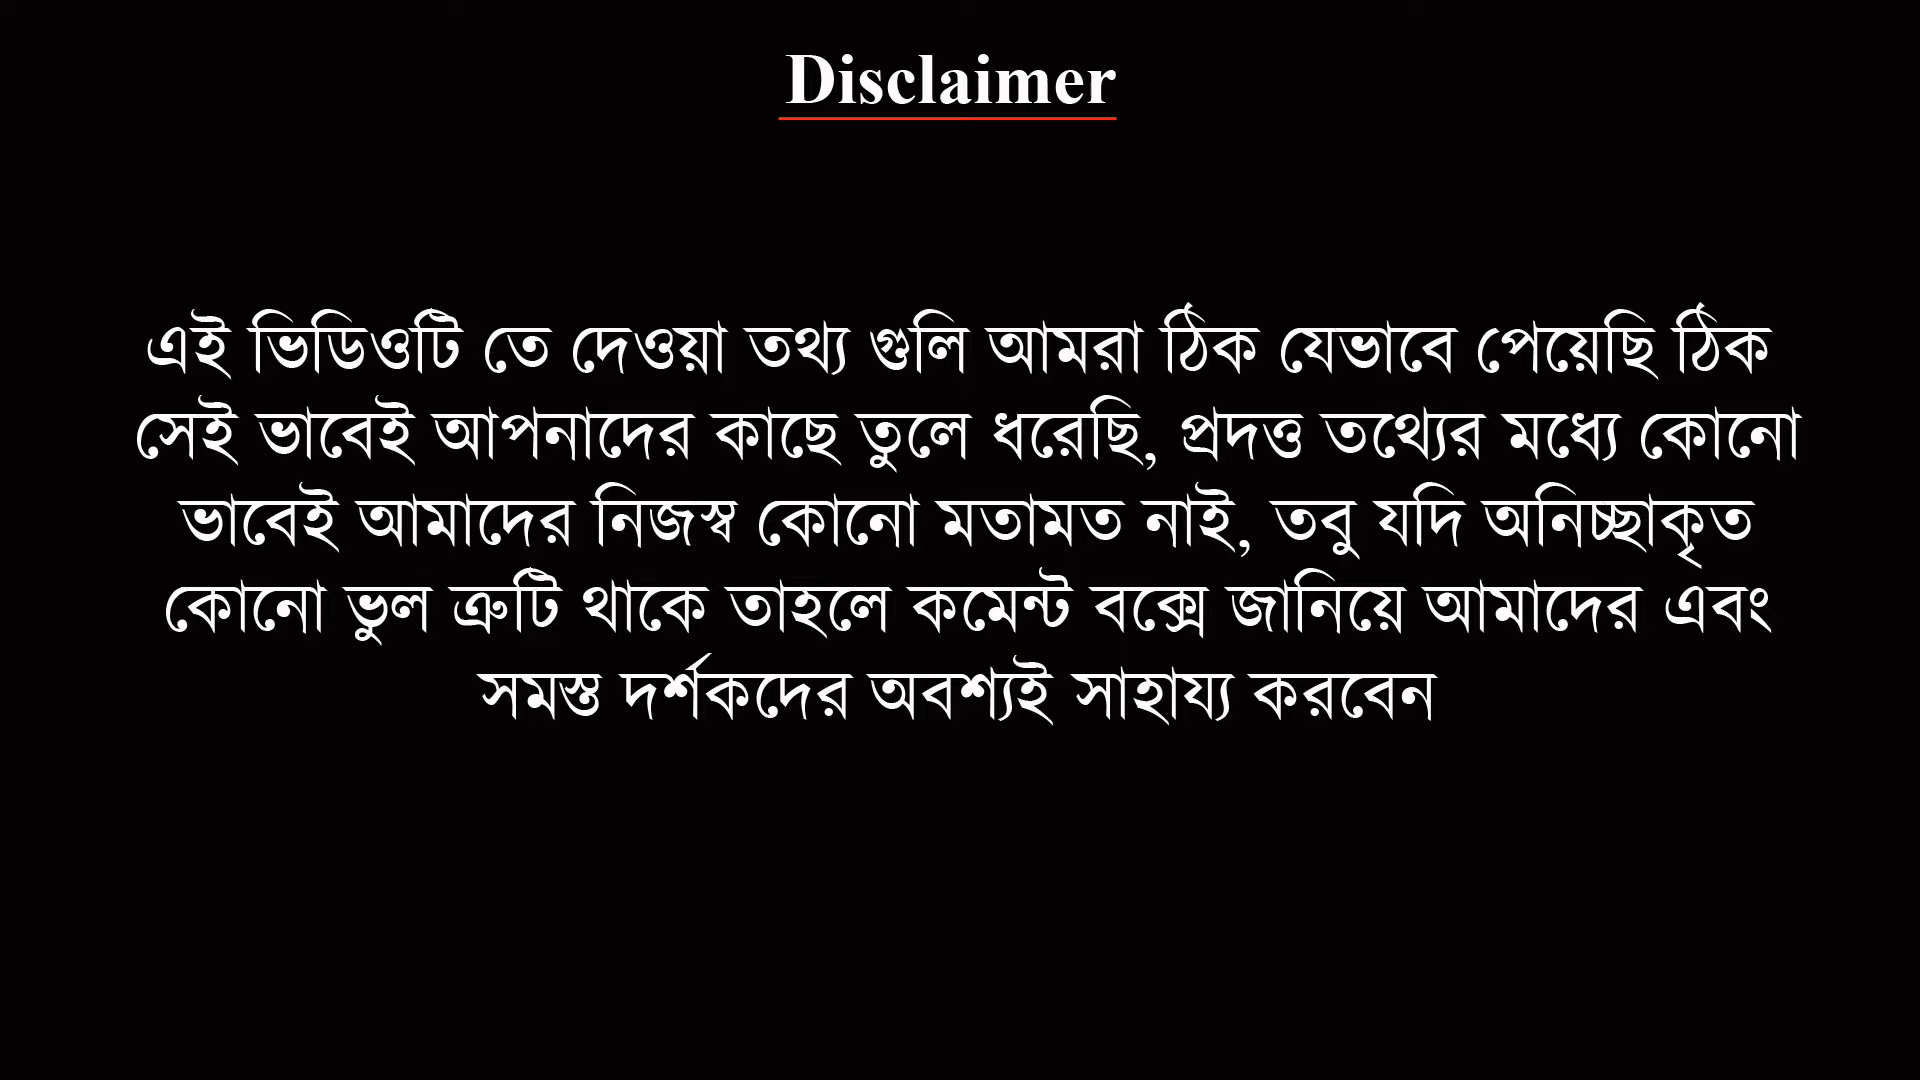 Disclaimer
এই ভিডিওটি তে দেওয়া তথ্য গুলি আমরা ঠিক যেভাবে পেয়েছি ঠিক
সেই ভাবেই আপনাদের কাছে তুলে ধরেছি, প্রদত্ত তথ্যের মধ্যে কোনো
ভাবেই আমাদের নিজস্ব কোনো মতামত নাই, তবু যদি অনিচ্ছাকৃত
কোনো ভুল ত্রুটি থাকে তাহলে কমেন্ট বক্সে জানিয়ে আমাদের এবং
সমস্ত দর্শকদের অবশ্যই সাহায্য করবেন